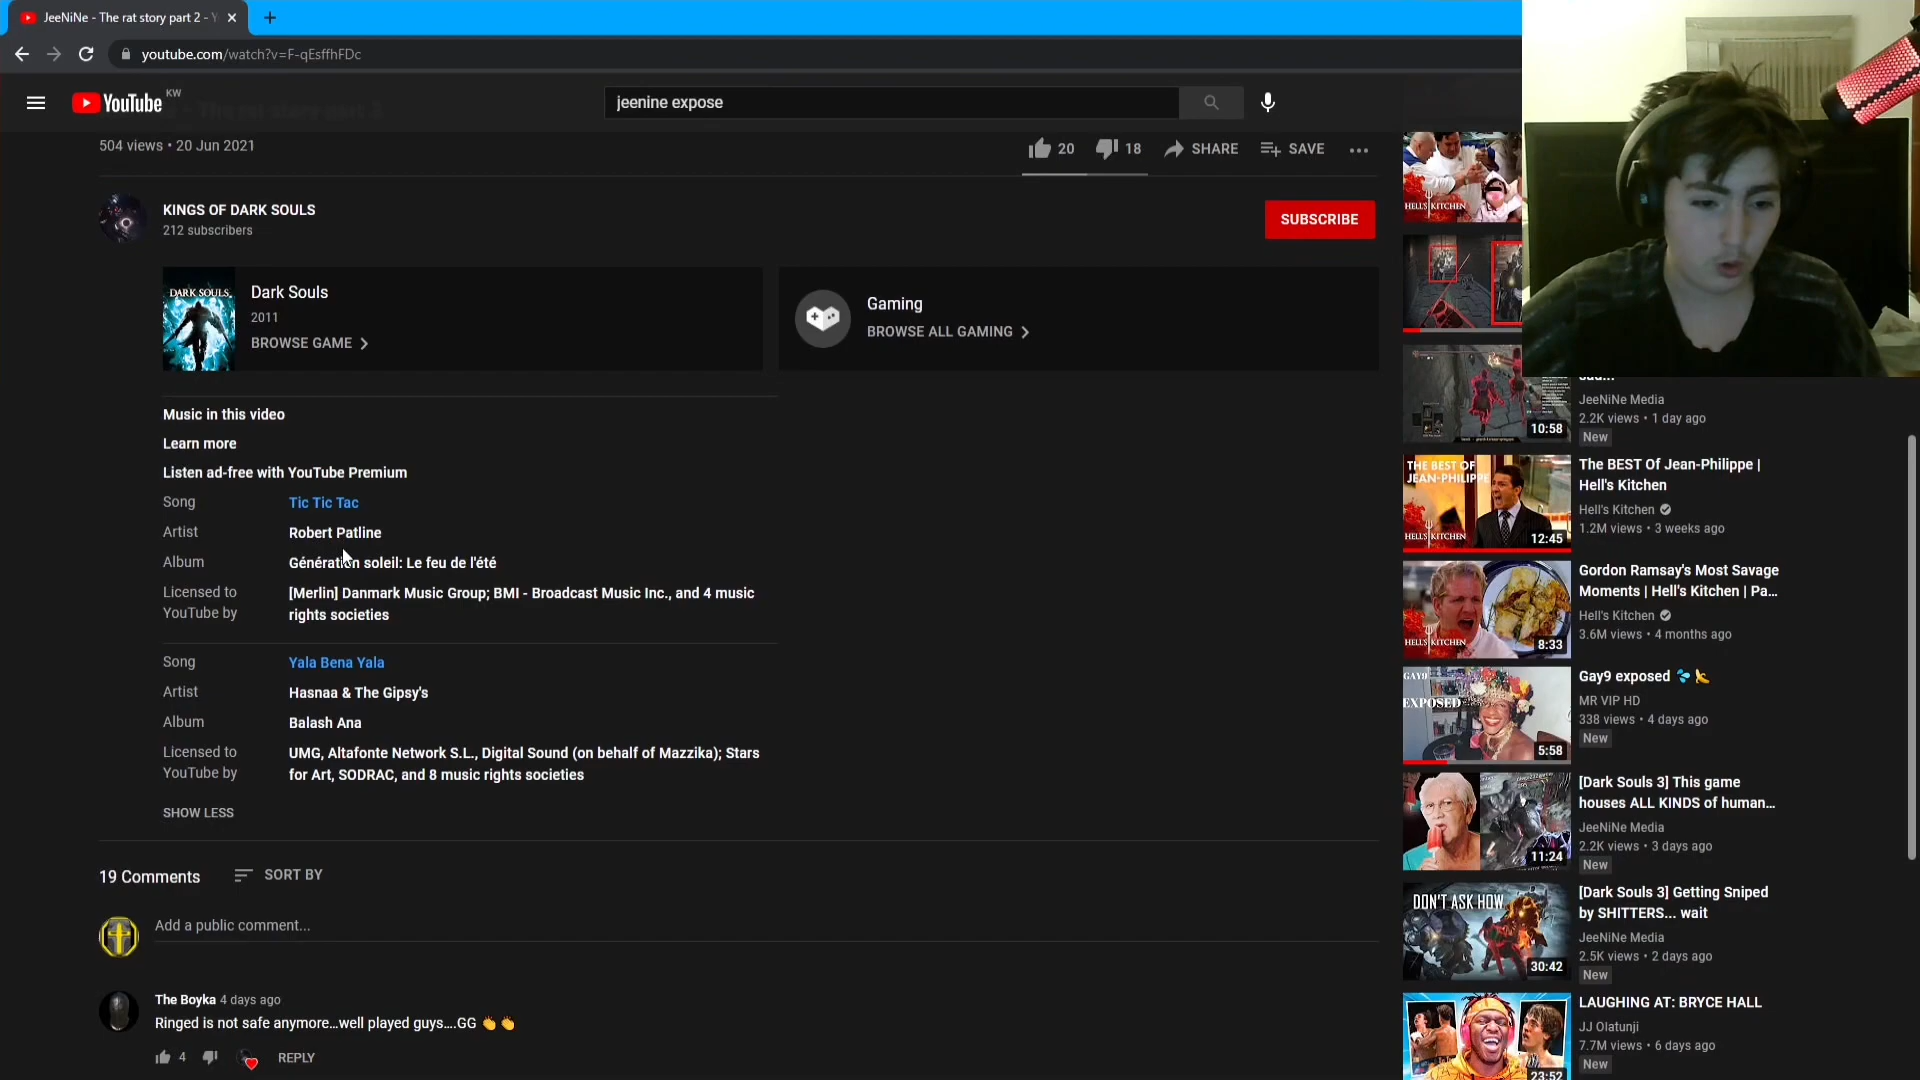 JeeNiNe - The rat story part 2 - Y
youtube.com/watch?v=F-qEsffhFDc
YouTube KW
jeenine expose
504 views • 20 Jun 2021
20
18
SHARE
SAVE
KINGS OF DARK SOULS
212 subscribers
SUBSCRIBE
DARK SOULS
Dark Souls
2011
BROWSE GAME
Gaming
BROWSE ALL GAMING
Music in this video
Learn more
Listen ad-free with YouTube Premium
Song
Tic Tic Tac
Artist
Robert Patline
Album
Génération soleil: Le feu de l'été
Licensed to
YouTube by
[Merlin] Danmark Music Group; BMI - Broadcast Music Inc., and 4 music
rights societies
Song
Yala Bena Yala
Artist
Hasnaa & The Gipsy's
Album
Balash Ana
Licensed to
YouTube by
UMG, Altafonte Network S.L., Digital Sound (on behalf of Mazzika); Stars
for Art, SODRAC, and 8 music rights societies
SHOW LESS
19 Comments
SORT BY
Add a public comment...
The Boyka 4 days ago
Ringed is not safe anymore...well played guys....GG 👏 👏
4
REPLY
HELL'S KITCHEN
JeeNiNe Media
2.2K views • 1 day ago
New
10:58
THE BEST OF
JEAN-PHILIPPE
HELL'S KITCHEN
12:45
The BEST Of Jean-Philippe |
Hell's Kitchen
Hell's Kitchen
1.2M views • 3 weeks ago
HELL'S KITCHEN
8:33
Gordon Ramsay's Most Savage
Moments | Hell's Kitchen | Pa...
Hell's Kitchen
3.6M views • 4 months ago
GAY9
EXPOSED
5:58
Gay9 exposed 💦 🍌
MR VIP HD
338 views • 4 days ago
New
11:24
[Dark Souls 3] This game
houses ALL KINDS of human...
JeeNiNe Media
2.2K views • 3 days ago
New
DON'T ASK HOW
30:42
[Dark Souls 3] Getting Sniped
by SHITTERS... wait
JeeNiNe Media
2.5K views • 2 days ago
New
23:52
LAUGHING AT: BRYCE HALL
JJ Olatunji
7.7M views • 6 days ago
New